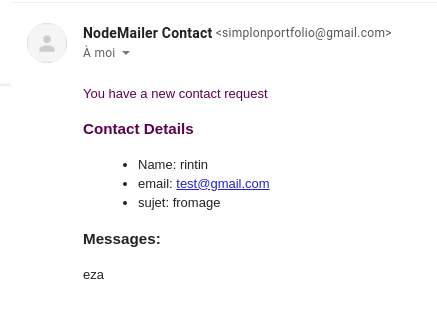 NodeMailer Contact <simplonportfolio@gmail.com>
À moi
You have a new contact request
Contact Details
• Name: rintin
• email: test@gmail.com
• sujet: fromage
Messages:
eza